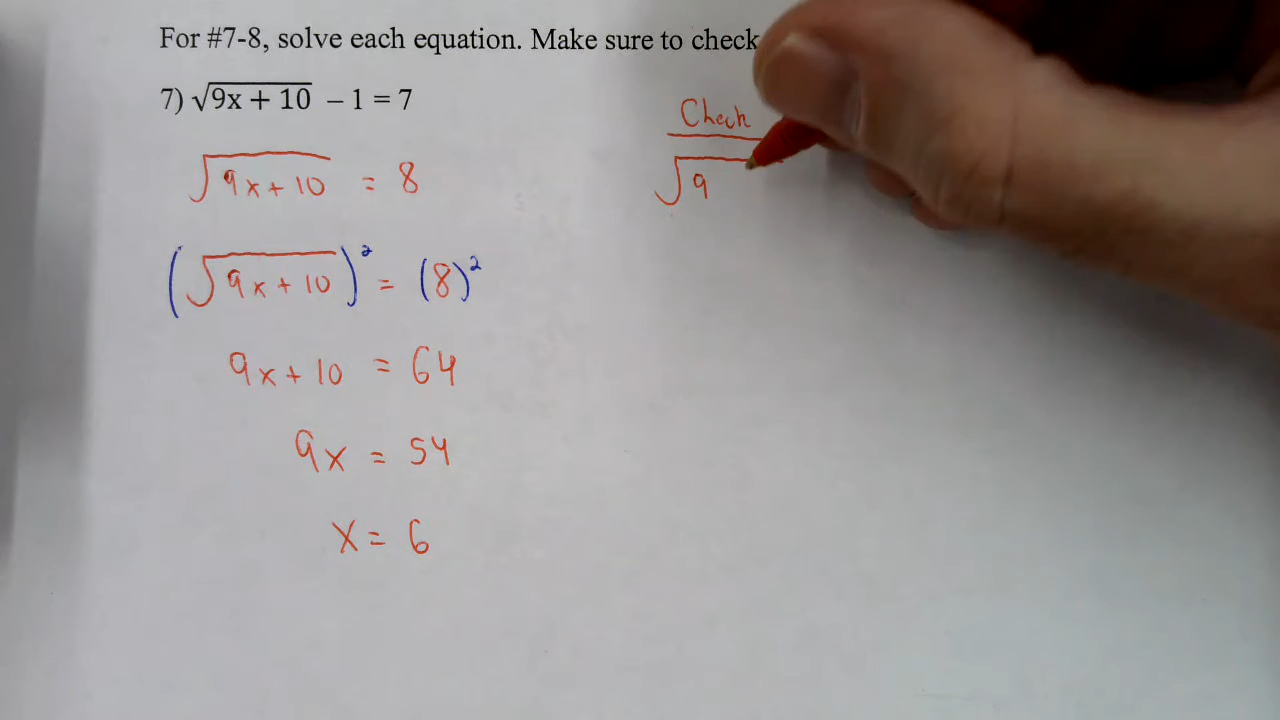 For #7-8, solve each equation. Make sure to check
7) √9x + 10 − 1 = 7
√9x + 10 = 8
(√9x + 10)² = (8)²
9x + 10 = 64
9x = 54
x = 6
Check
√9